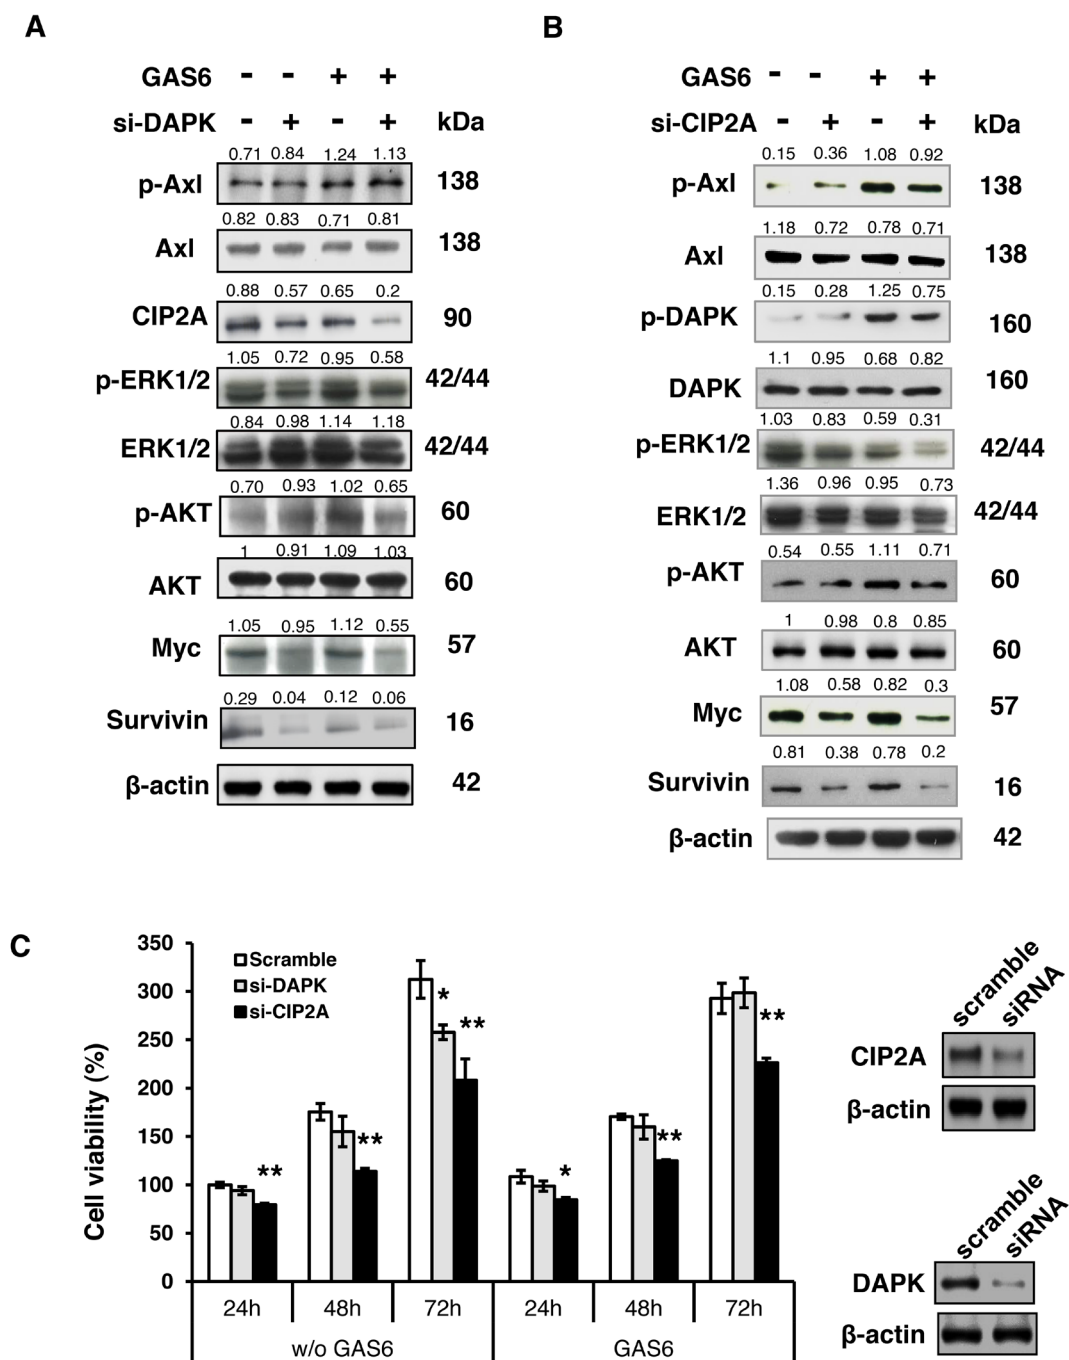 A
GAS6 - - + +
si-DAPK - + - + kDa
0.71 0.84 1.24 1.13
p-Axl 138
0.82 0.83 0.71 0.81
Axl 138
0.88 0.57 0.65 0.2
CIP2A 90
1.05 0.72 0.95 0.58
p-ERK1/2 42/44
0.84 0.98 1.14 1.18
ERK1/2 42/44
0.70 0.93 1.02 0.65
p-AKT 60
1 0.91 1.09 1.03
AKT 60
1.05 0.95 1.12 0.55
Myc 57
0.29 0.04 0.12 0.06
Survivin 16
β-actin 42
B
GAS6 - - + +
si-CIP2A - + - + kDa
0.15 0.36 1.08 0.92
p-Axl 138
1.18 0.72 0.78 0.71
Axl 138
0.15 0.28 1.25 0.75
p-DAPK 160
1.1 0.95 0.68 0.82
DAPK 160
1.03 0.83 0.59 0.31
p-ERK1/2 42/44
1.36 0.96 0.95 0.73
ERK1/2 42/44
0.54 0.55 1.11 0.71
p-AKT 60
1 0.98 0.8 0.85
AKT 60
1.08 0.58 0.82 0.3
Myc 57
0.81 0.38 0.78 0.2
Survivin 16
β-actin 42
C
Cell viability (%)
350
300
250
200
150
100
50
0
Scramble
si-DAPK
si-CIP2A
** ** * ** * ** **
24h 48h 72h 24h 48h 72h
w/o GAS6 GAS6
scramble siRNA
CIP2A
β-actin
scramble siRNA
DAPK
β-actin